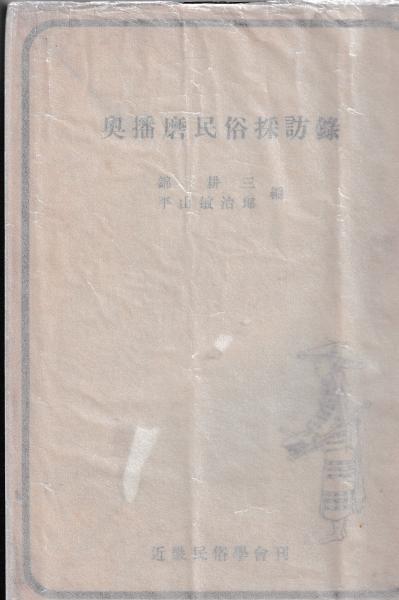 奥播磨民俗採訪錄
錦耕三
平山敏治郎
編
近畿民俗學會刊